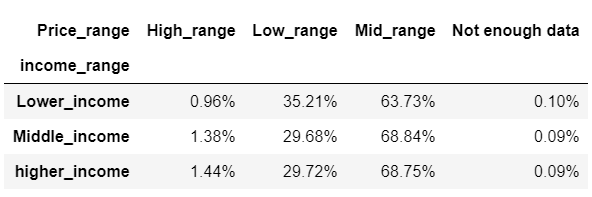 Price_range High_range Low_range Mid_range Not enough data
income_range
Lower_income 0.96% 35.21% 63.73% 0.10%
Middle_income 1.38% 29.68% 68.84% 0.09%
higher_income 1.44% 29.72% 68.75% 0.09%